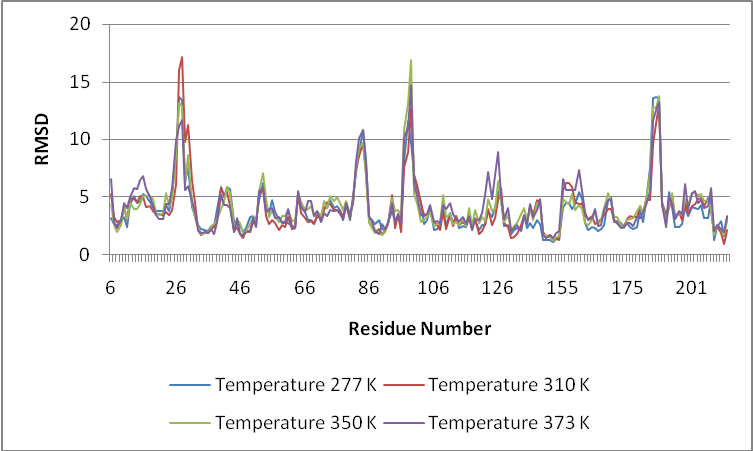 20
15
10
5
0
RMSD
6 26 46 66 86 106 126 155 175 201
Residue Number
Temperature 277 K Temperature 310 K
Temperature 350 K Temperature 373 K